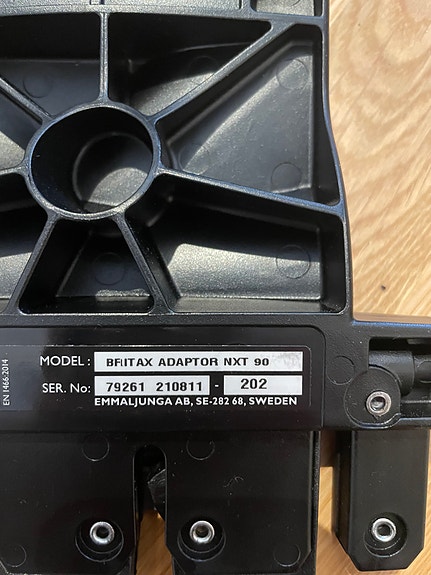 MODEL : BRITAX ADAPTOR NXT 90
SER. No: 79261 210811 - 202
EMMALJUNGA AB, SE-282 68, SWEDEN
EN 1466:2014